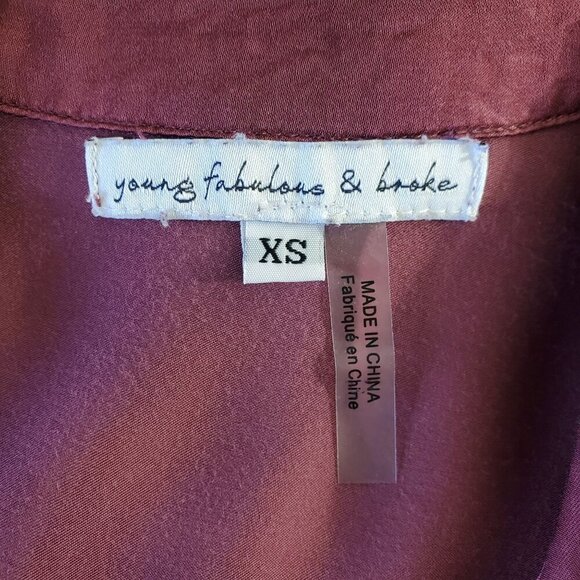 young fabulous & broke
XS
MADE IN CHINA
Fabriqué en Chine